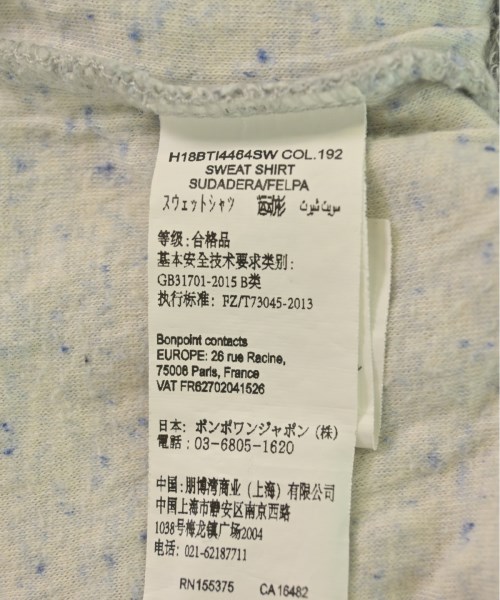 H18BTI4464SW COL.192
SWEAT SHIRT
SUDADERA/FELPA
スウェットシャツ 运动衫 سويت شيرت
等级:合格品
基本安全技术要求类别:
GB31701-2015 B类
执行标准: FZ/T73045-2013
Bonpoint contacts
EUROPE: 26 rue Racine,
75006 Paris, France
VAT FR62702041526
日本: ボンポワンジャポン (株)
電話 : 03-6805-1620
中国:朋博湾商业(上海)有限公司
中国上海市静安区南京西路
1038号梅龙镇广场2004
电话: 021-62187711
RN155375 CA16482